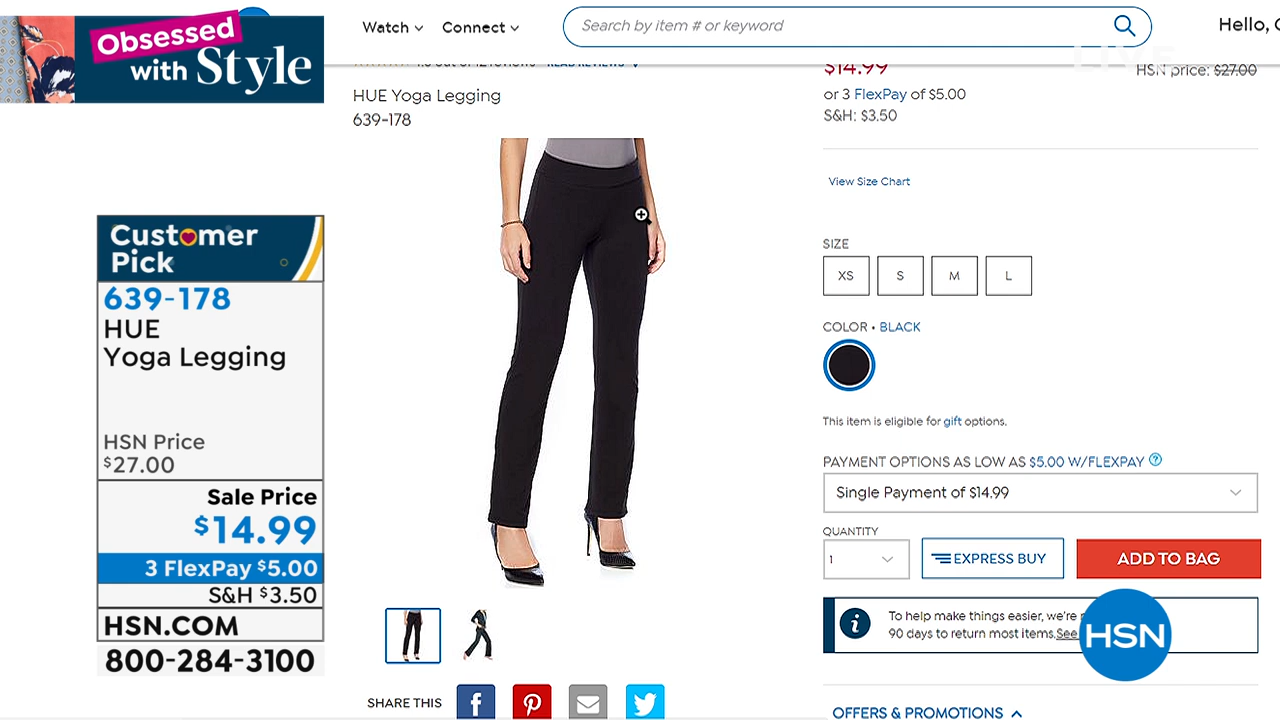 Obsessed
with Style
Watch
Connect
Search by item # or keyword
Hello,
LIVE
$14.99
HSN price: $27.00
READ REVIEWS
HUE Yoga Legging
639-178
or 3 FlexPay of $5.00
S&H: $3.50
View Size Chart
Customer
Pick
639-178
HUE
Yoga Legging
HSN Price
$27.00
Sale Price
$14.99
3 FlexPay $5.00
S&H $3.50
HSN.COM
800-284-3100
SIZE
XS S M L
COLOR • BLACK
This item is eligible for gift options.
PAYMENT OPTIONS AS LOW AS $5.00 W/FLEXPAY ?
Single Payment of $14.99
QUANTITY
1
EXPRESS BUY
ADD TO BAG
i
To help make things easier, we're
90 days to return most items. See
HSN
SHARE THIS
OFFERS & PROMOTIONS